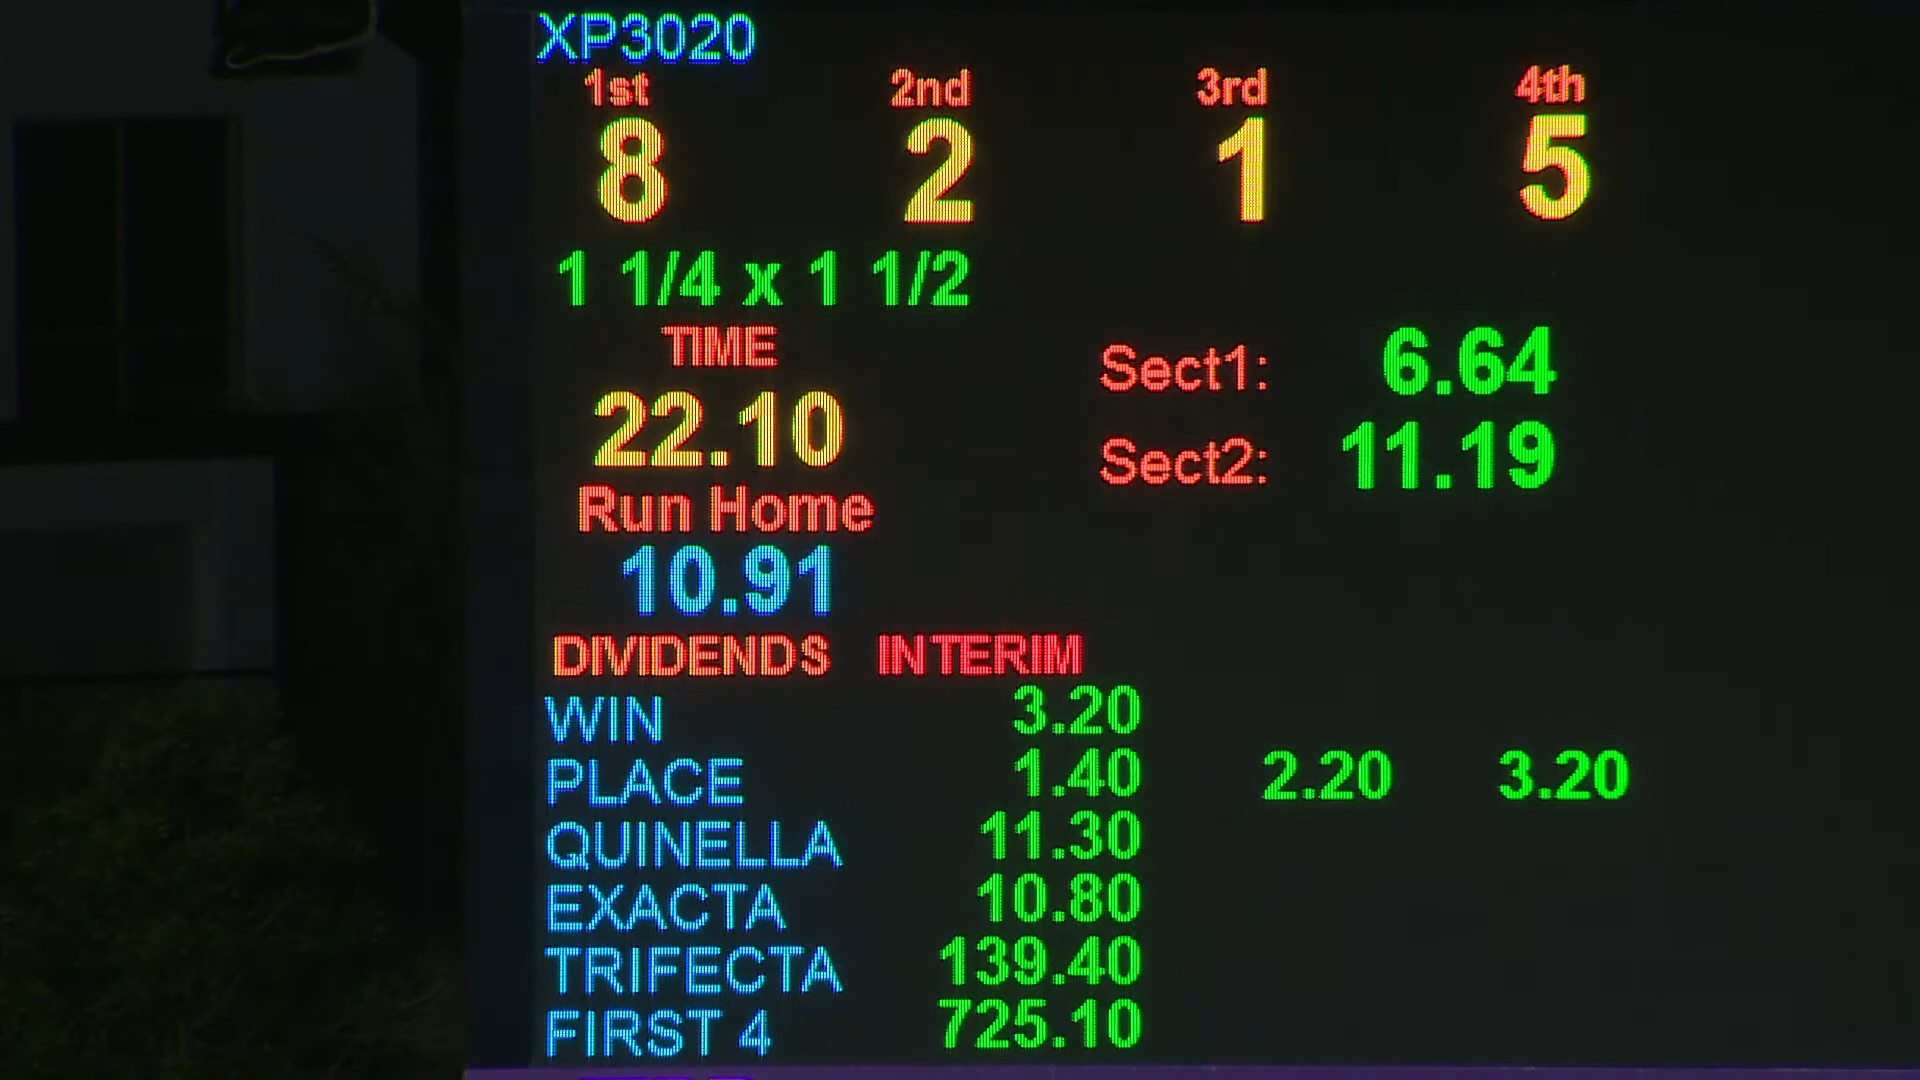 XP3020
1st 2nd 3rd 4th
8 2 1 5
1 1/4 x 1 1/2
TIME
22.10
Sect1: 6.64
Sect2: 11.19
Run Home
10.91
DIVIDENDS INTERIM
WIN 3.20
PLACE 1.40 2.20 3.20
QUINELLA 11.30
EXACTA 10.80
TRIFECTA 139.40
FIRST 4 725.10